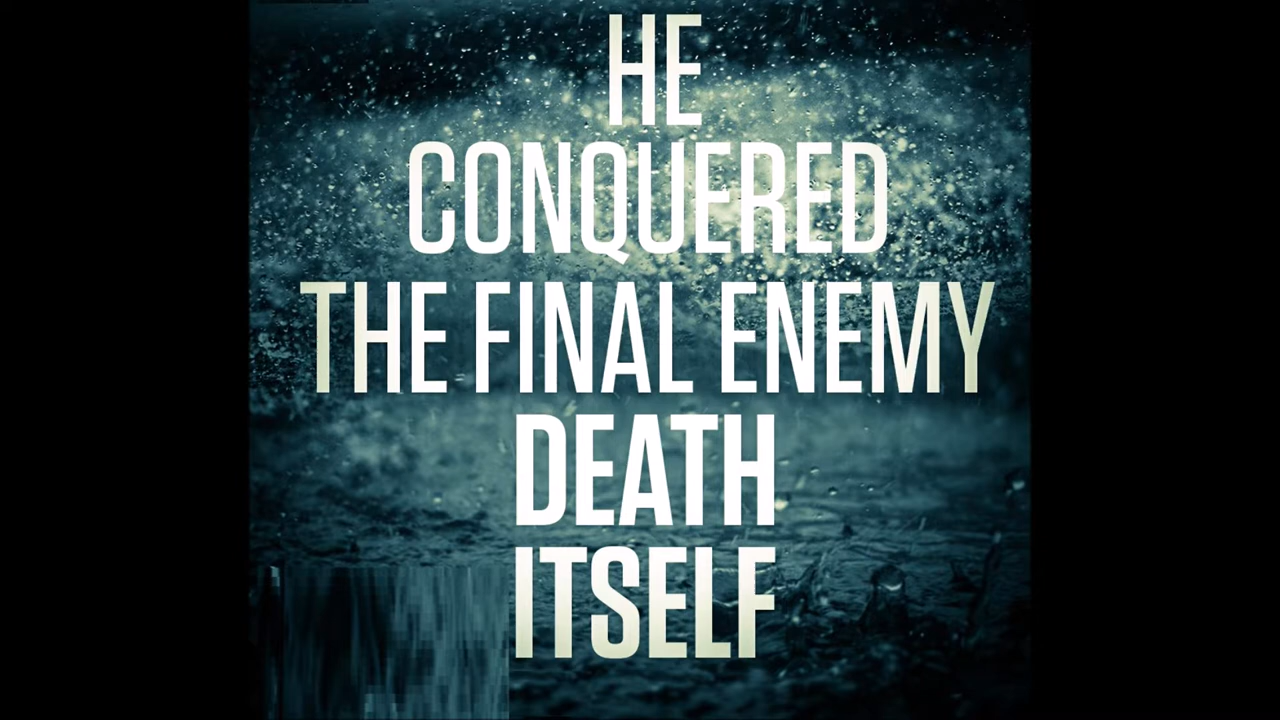 HE
CONQUERED
THE FINAL ENEMY
DEATH
ITSELF